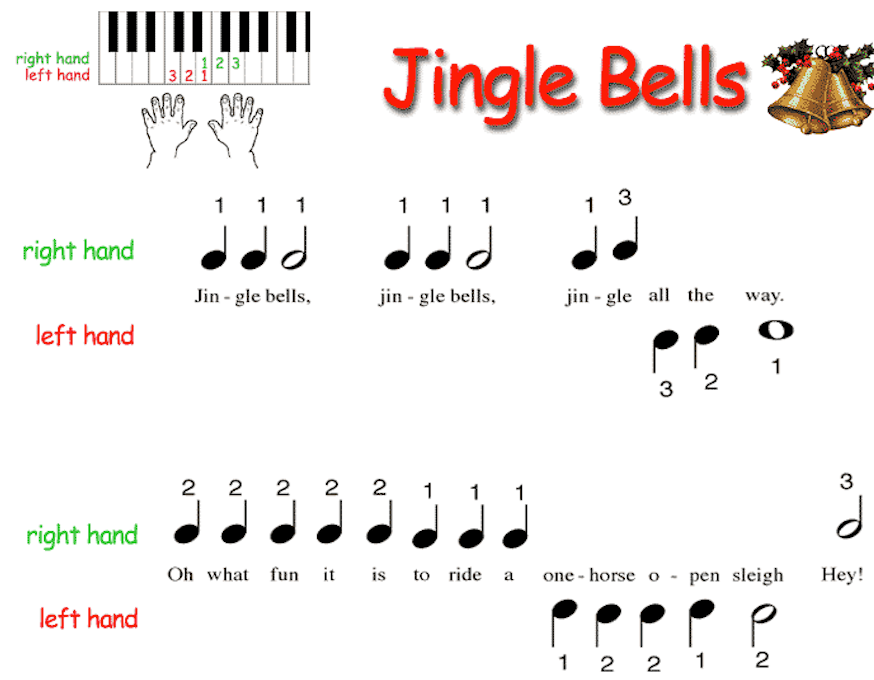 Jingle Bells
right hand 1 2 3
left hand 3 2 1
1 1 1 1 1 1 1 3
right hand
Jin - gle bells, jin - gle bells, jin - gle all the way.
left hand
3 2 1
2 2 2 2 2 1 1 1 3
right hand
Oh what fun it is to ride a one - horse o - pen sleigh Hey!
left hand
1 2 2 1 2